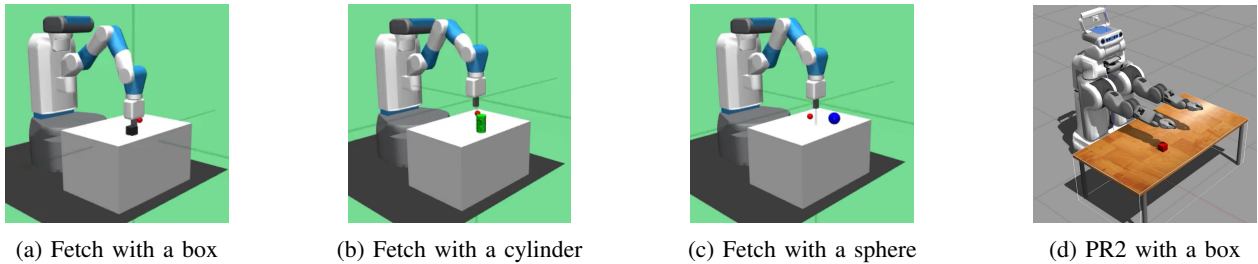 (a) Fetch with a box
(b) Fetch with a cylinder
(c) Fetch with a sphere
(d) PR2 with a box